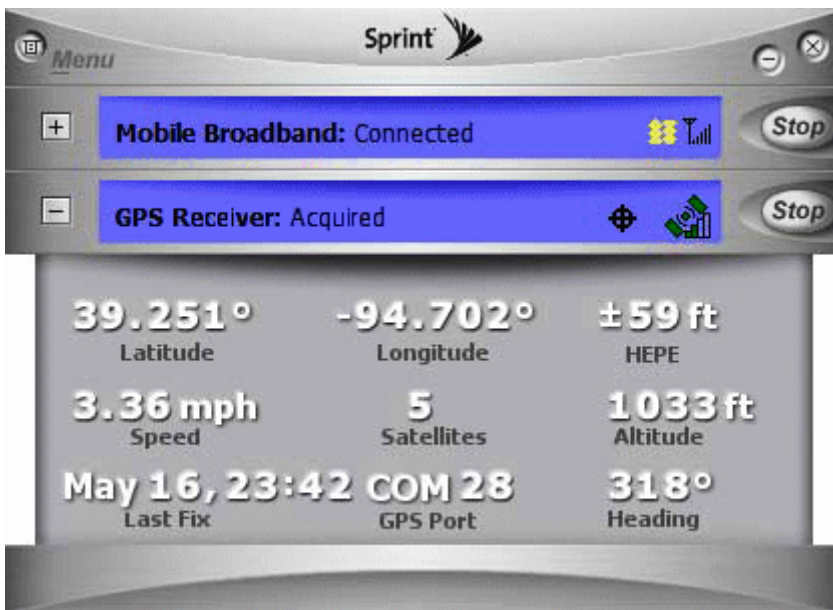 Sprint
Menu
Mobile Broadband: Connected
Stop
GPS Receiver: Acquired
Stop
39.251° -94.702° ±59 ft
Latitude Longitude HEPE
3.36 mph 5 1033 ft
Speed Satellites Altitude
May 16, 23:42 COM 28 318°
Last Fix GPS Port Heading